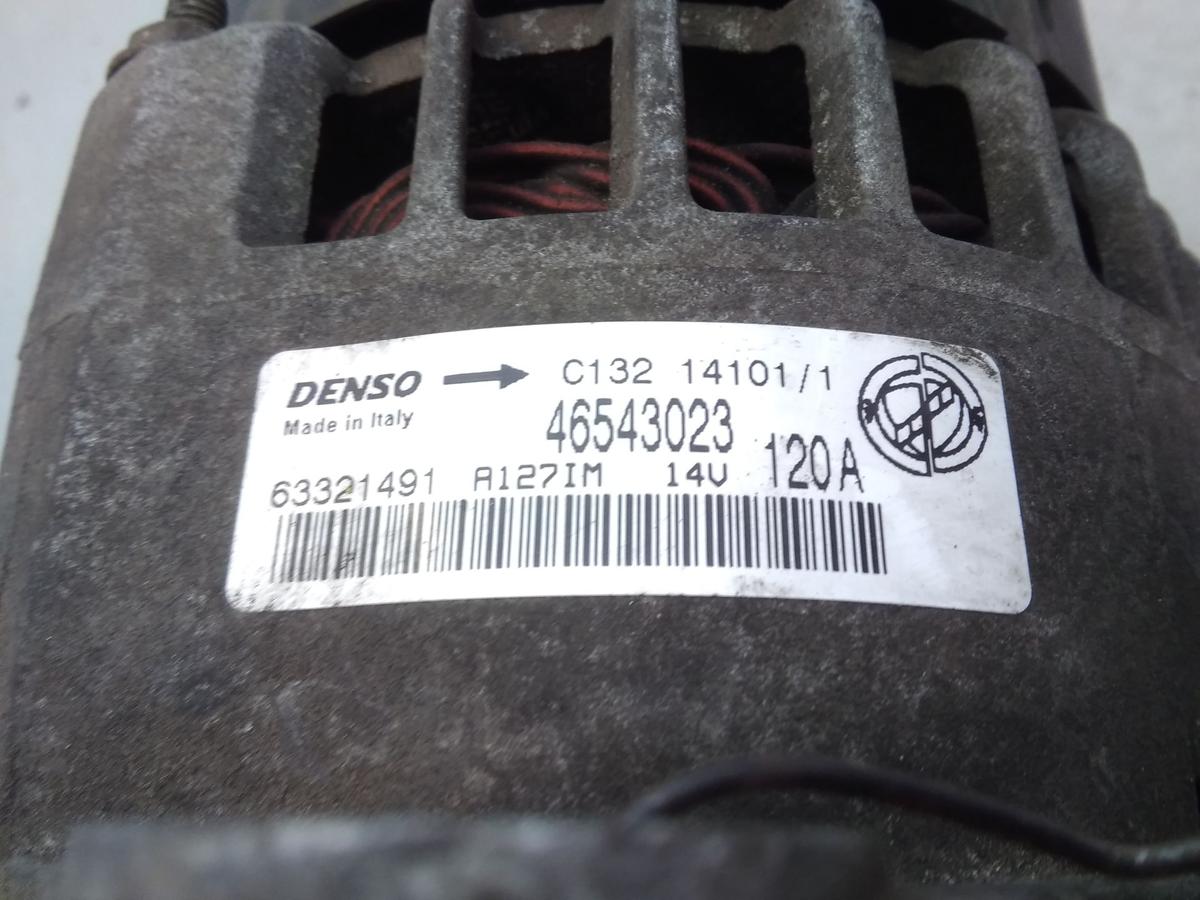 DENSO C132 14101/1
Made in Italy 46543023
63321491 A127IM 14V 120A